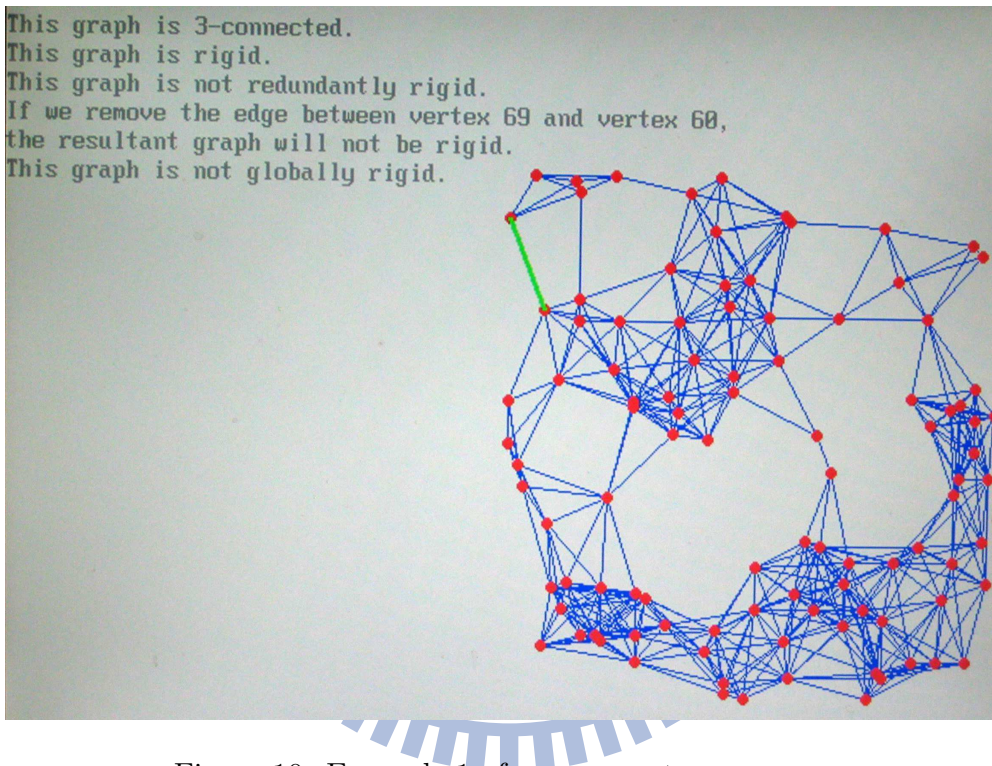 This graph is 3-connected.
This graph is rigid.
This graph is not redundantly rigid.
If we remove the edge between vertex 69 and vertex 60,
the resultant graph will not be rigid.
This graph is not globally rigid.